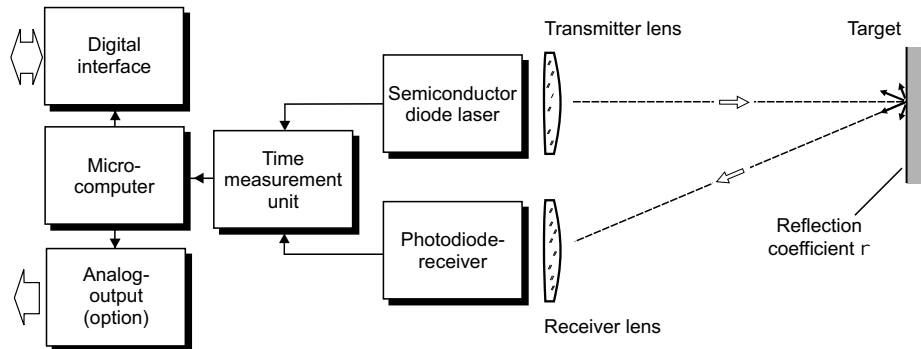 Digital
interface
Micro-
computer
Analog-
output
(option)
Time
measurement
unit
Semiconductor
diode laser
Photodiode-
receiver
Transmitter lens
Receiver lens
Target
Reflection
coefficient r